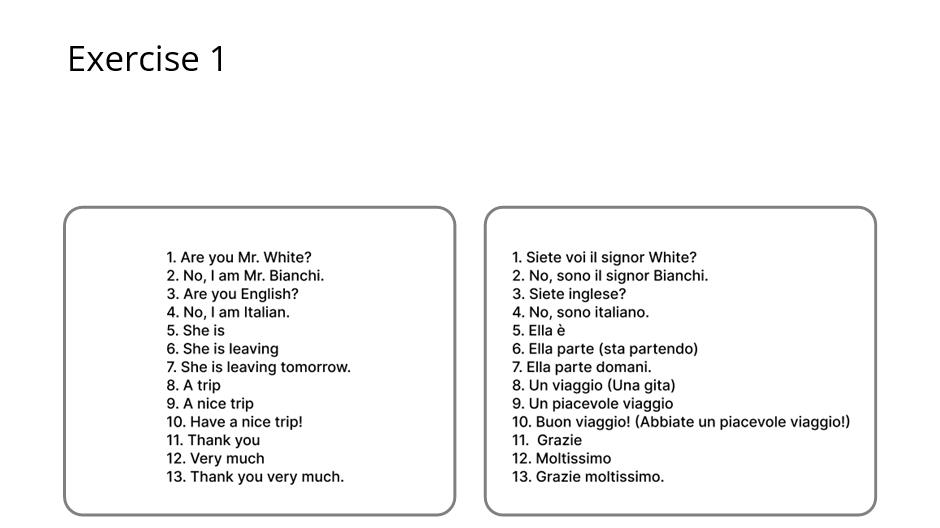 Exercise 1
1. Are you Mr. White?
2. No, I am Mr. Bianchi.
3. Are you English?
4. No, I am Italian.
5. She is
6. She is leaving
7. She is leaving tomorrow.
8. A trip
9. A nice trip
10. Have a nice trip!
11. Thank you
12. Very much
13. Thank you very much.
1. Siete voi il signor White?
2. No, sono il signor Bianchi.
3. Siete inglese?
4. No, sono italiano.
5. Ella è
6. Ella parte (sta partendo)
7. Ella parte domani.
8. Un viaggio (Una gita)
9. Un piacevole viaggio
10. Buon viaggio! (Abbiate un piacevole viaggio!)
11.  Grazie
12. Moltissimo
13. Grazie moltissimo.